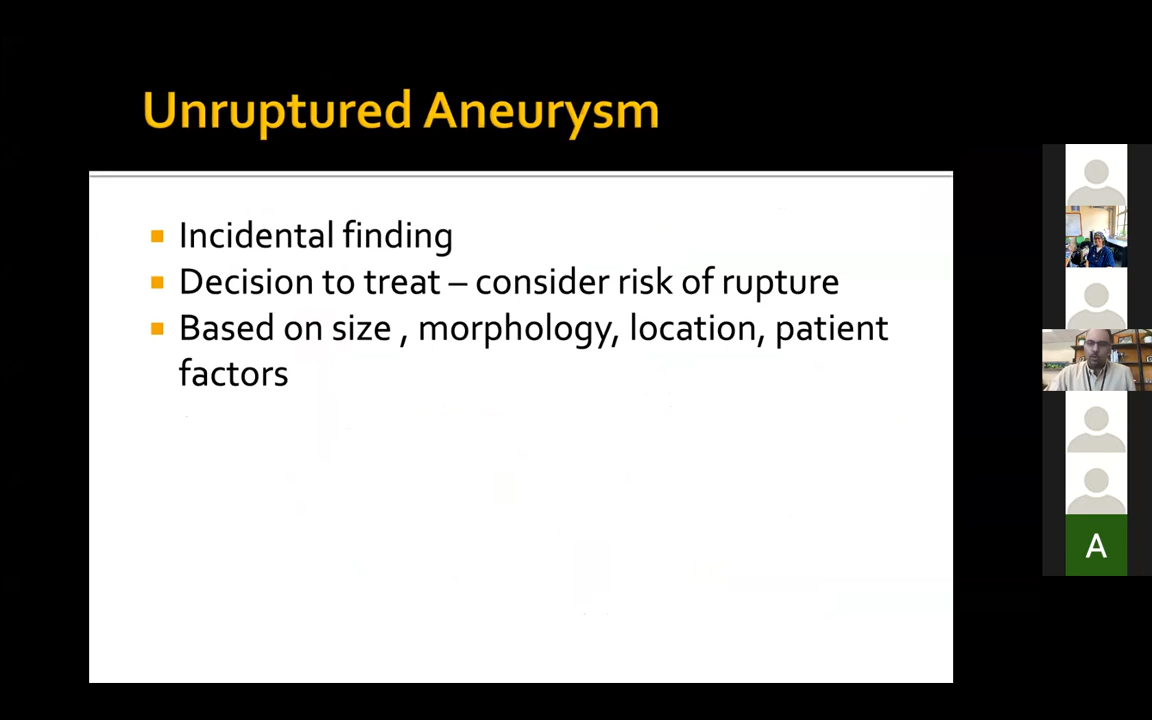 Unruptured Aneurysm
Incidental finding
Decision to treat – consider risk of rupture
Based on size , morphology, location, patient
factors
A